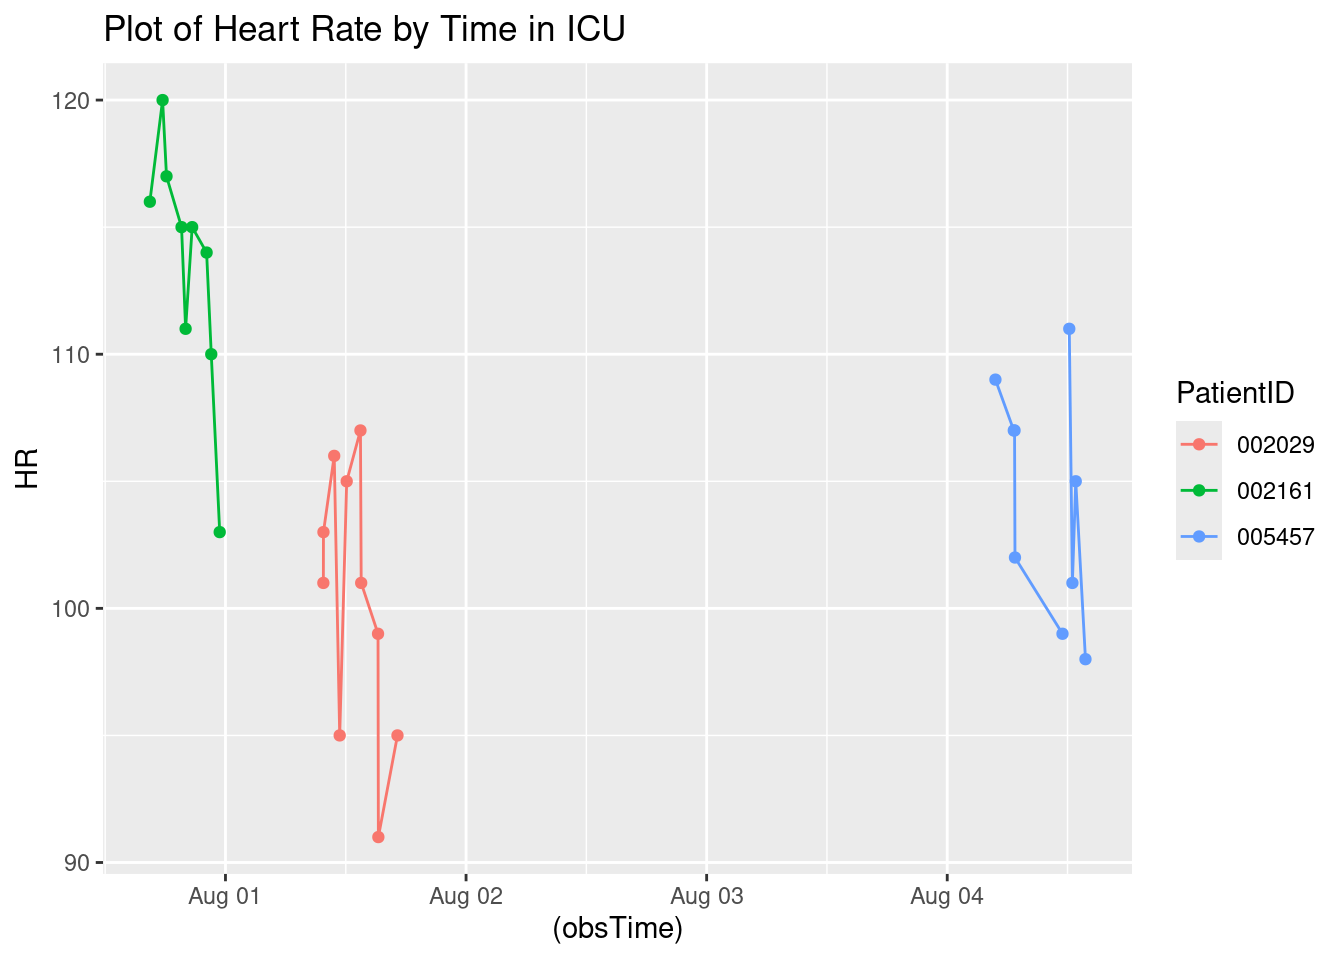 Plot of Heart Rate by Time in ICU
120
110
100
90
HR
Aug 01 Aug 02 Aug 03 Aug 04
(obsTime)
PatientID
002029
002161
005457